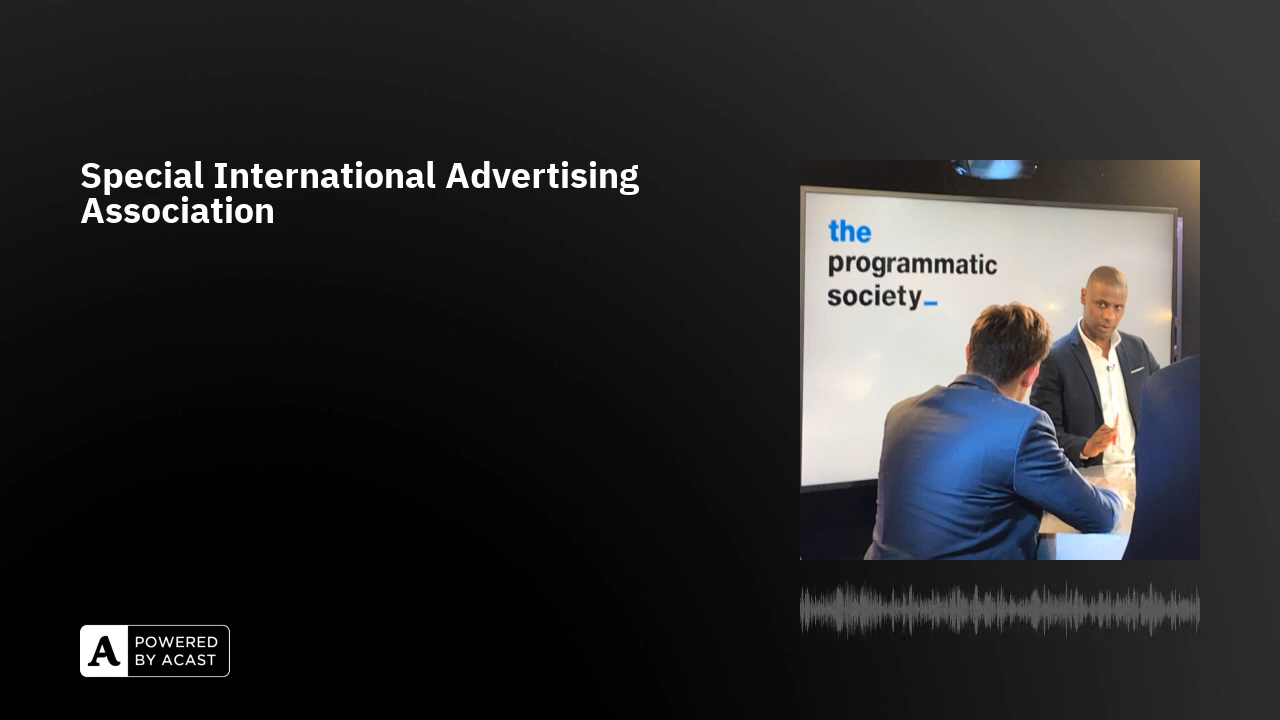 Special International Advertising
Association
the
programmatic
society_
A POWERED
BY ACAST